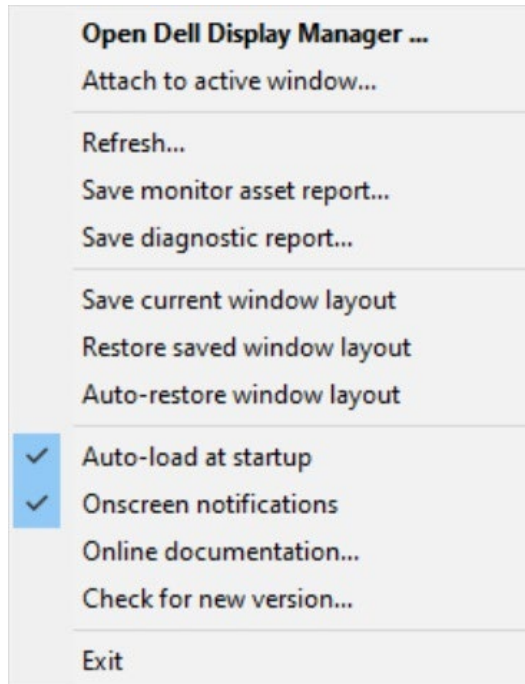 Open Dell Display Manager ...
Attach to active window...
Refresh...
Save monitor asset report...
Save diagnostic report...
Save current window layout
Restore saved window layout
Auto-restore window layout
Auto-load at startup
Onscreen notifications
Online documentation...
Check for new version...
Exit